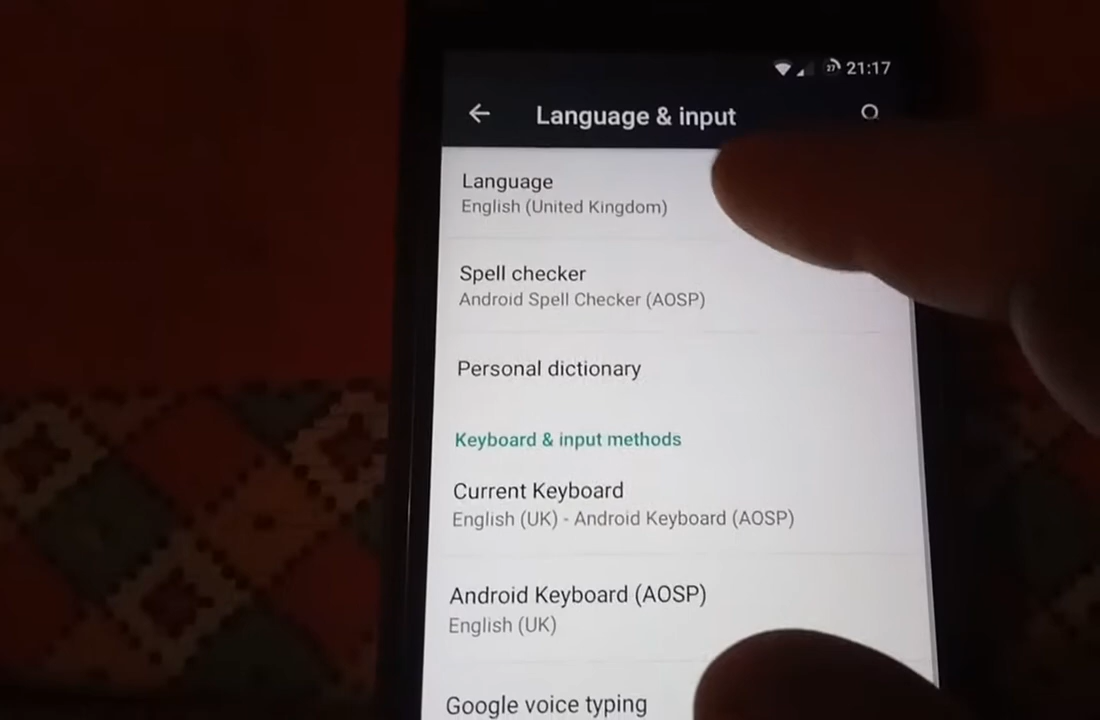 27 21:17
Language & input
Language
English (United Kingdom)
Spell checker
Android Spell Checker (AOSP)
Personal dictionary
Keyboard & input methods
Current Keyboard
English (UK) - Android Keyboard (AOSP)
Android Keyboard (AOSP)
English (UK)
Google voice typing